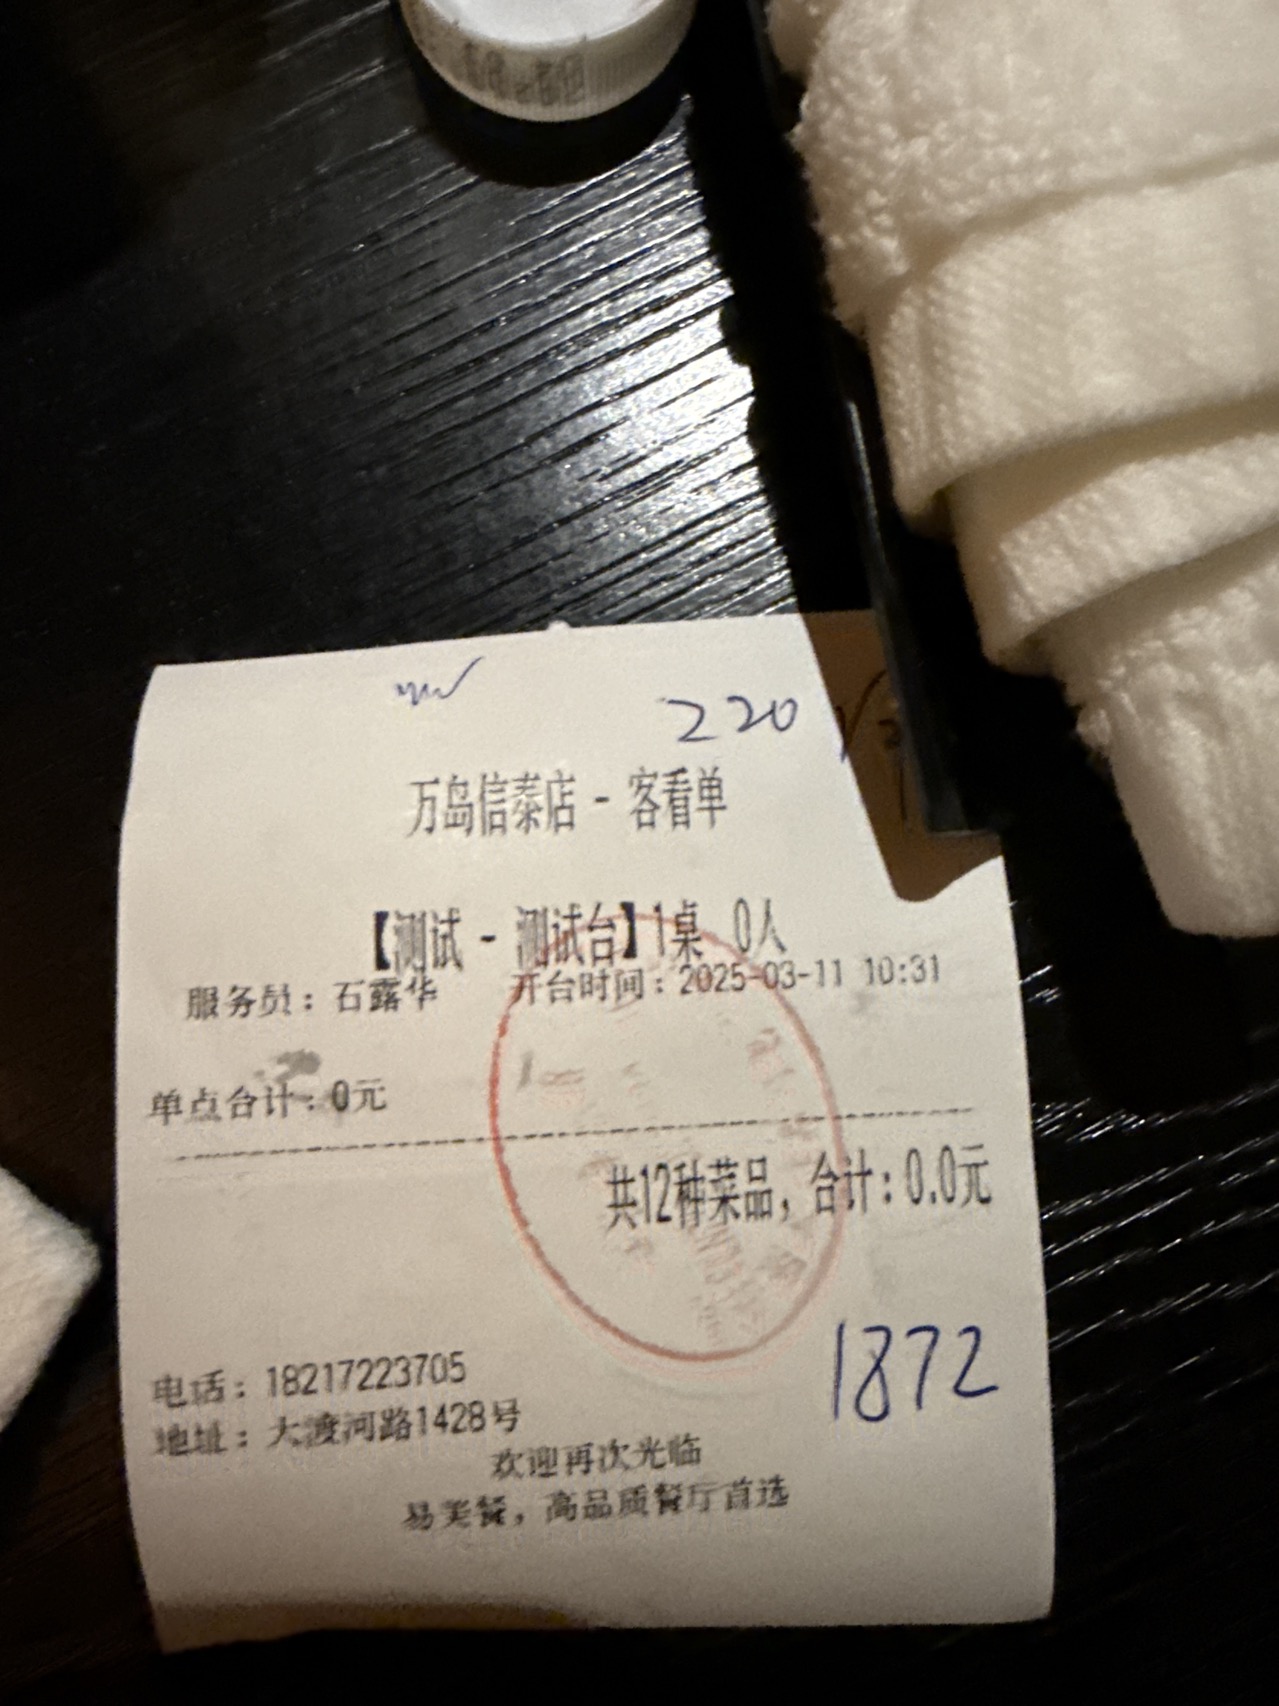 220
万岛信泰店 - 客看单
【测试 - 测试台】1桌 0人
服务员：石露华 开台时间：2025-03-11 10:31
单点合计：0元
共12种菜品，合计：0.0元
1872
电话：18217223705
地址：大渡河路1428号
欢迎再次光临
易美餐，高品质餐厅首选